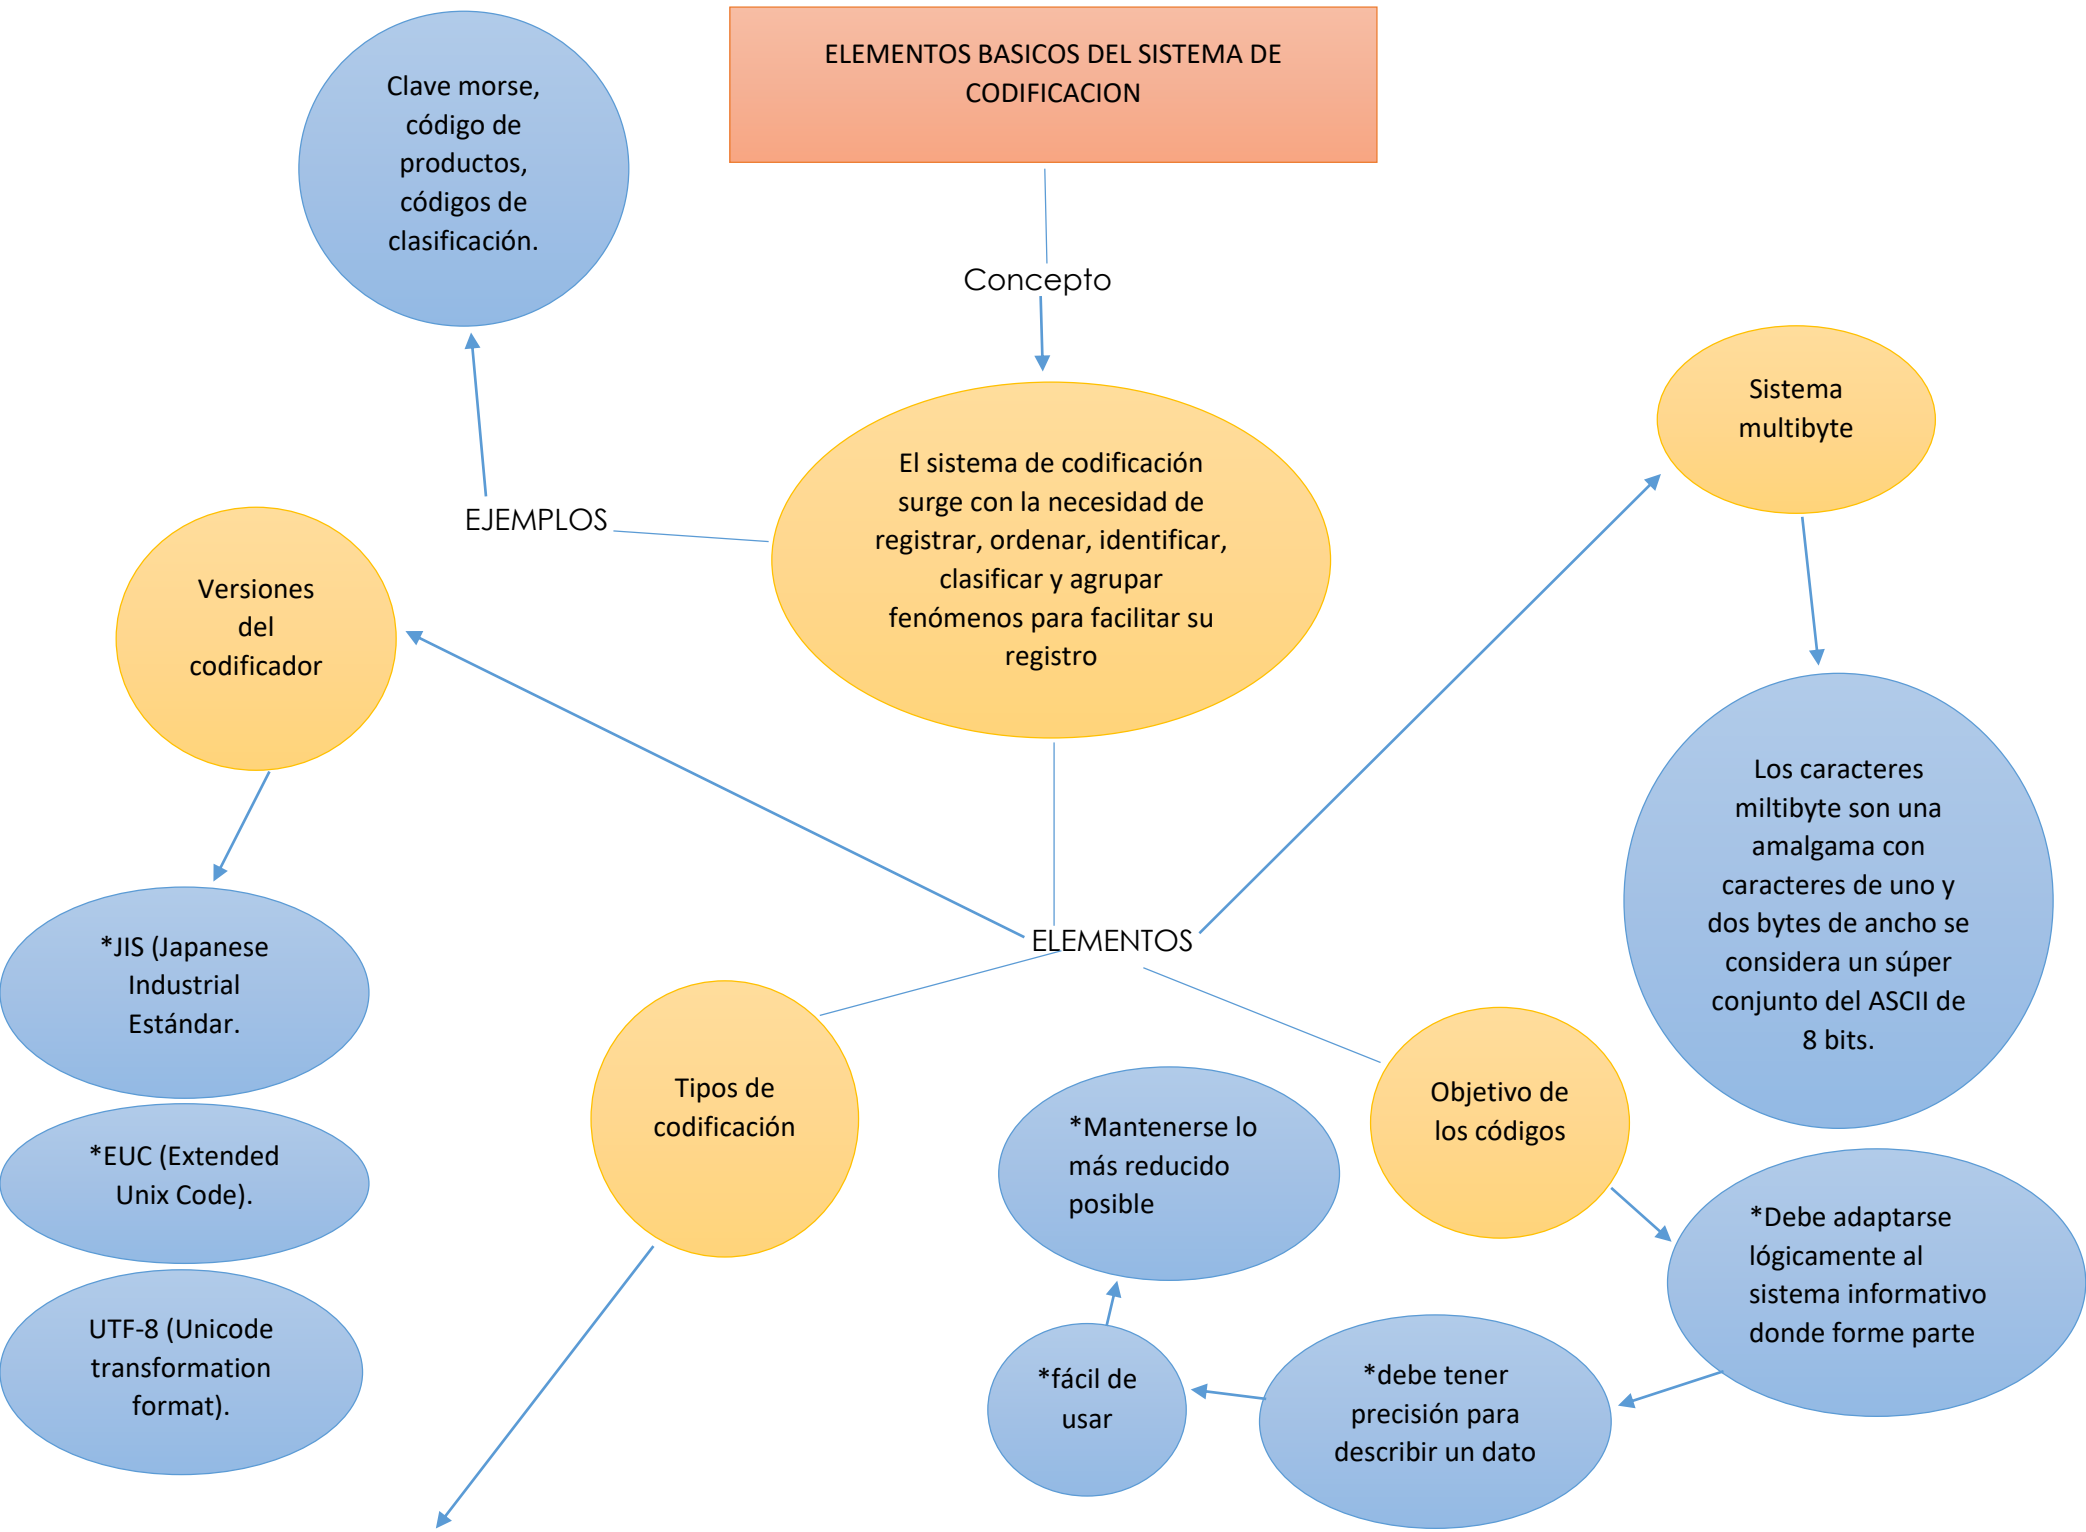 ELEMENTOS BASICOS DEL SISTEMA DE
CODIFICACION
Clave morse,
código de
productos,
códigos de
clasificación.
Concepto
Sistema
multibyte
El sistema de codificación
surge con la necesidad de
registrar, ordenar, identificar,
clasificar y agrupar
fenómenos para facilitar su
registro
EJEMPLOS
Versiones
del
codificador
Los caracteres
miltibyte son una
amalgama con
caracteres de uno y
dos bytes de ancho se
considera un súper
conjunto del ASCII de
8 bits.
ELEMENTOS
*JIS (Japanese
Industrial
Estándar.
*EUC (Extended
Unix Code).
UTF-8 (Unicode
transformation
format).
Tipos de
codificación
Objetivo de
los códigos
*Mantenerse lo
más reducido
posible
*Debe adaptarse
lógicamente al
sistema informativo
donde forme parte
*fácil de
usar
*debe tener
precisión para
describir un dato